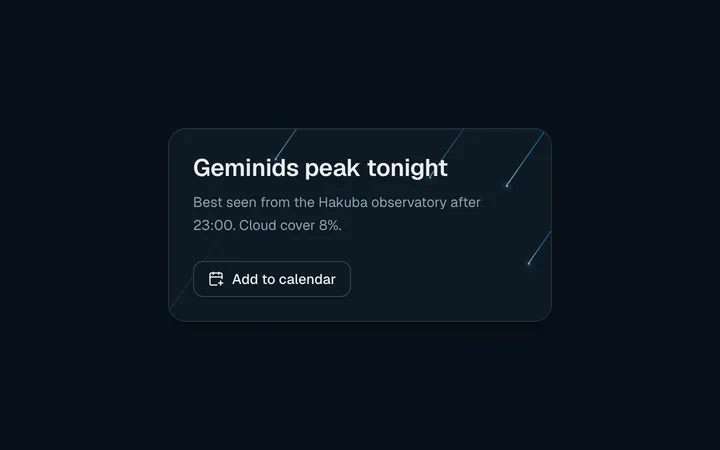 Geminids peak tonight
Best seen from the Hakuba observatory after
23:00. Cloud cover 8%.
Add to calendar